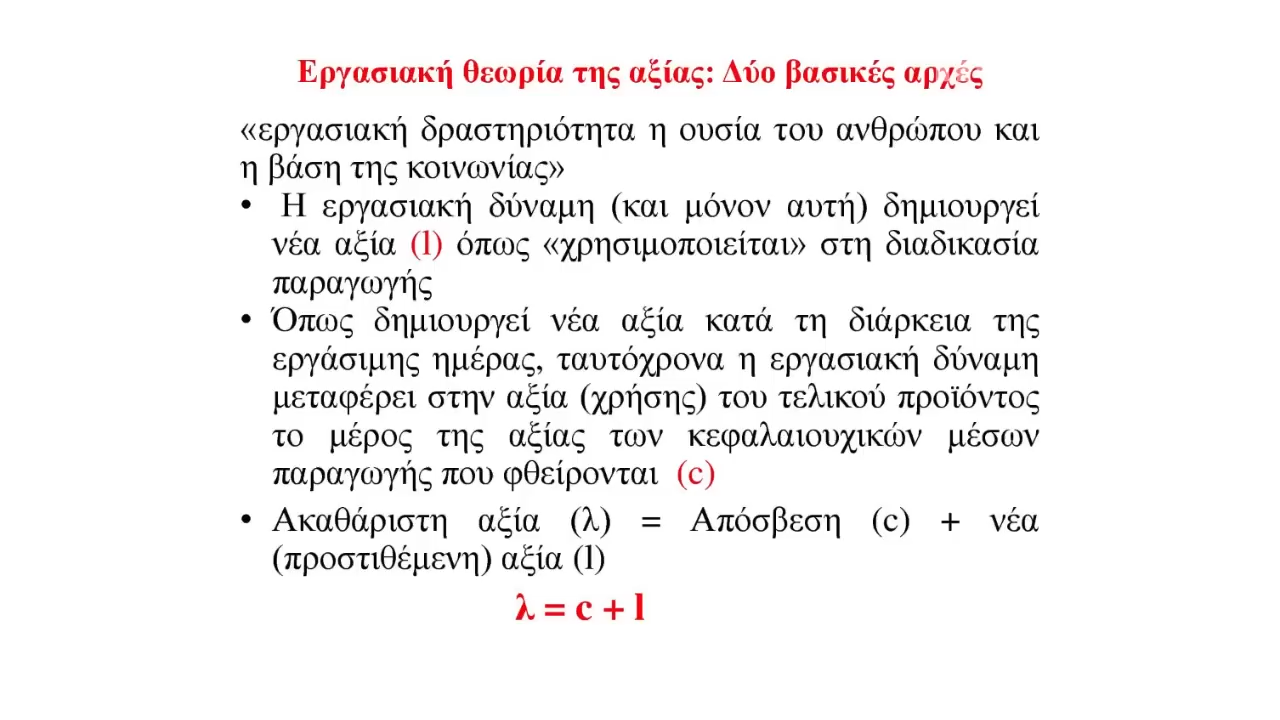 Εργασιακή θεωρία της αξίας: Δύο βασικές αρχές
«εργασιακή δραστηριότητα η ουσία του ανθρώπου και
η βάση της κοινωνίας»
• Η εργασιακή δύναμη (και μόνον αυτή) δημιουργεί
νέα αξία (l) όπως «χρησιμοποιείται» στη διαδικασία
παραγωγής
• Όπως δημιουργεί νέα αξία κατά τη διάρκεια της
εργάσιμης ημέρας, ταυτόχρονα η εργασιακή δύναμη
μεταφέρει στην αξία (χρήσης) του τελικού προϊόντος
το μέρος της αξίας των κεφαλαιουχικών μέσων
παραγωγής που φθείρονται (c)
• Ακαθάριστη αξία (λ) = Απόσβεση (c) + νέα
(προστιθέμενη) αξία (l)
λ = c + l